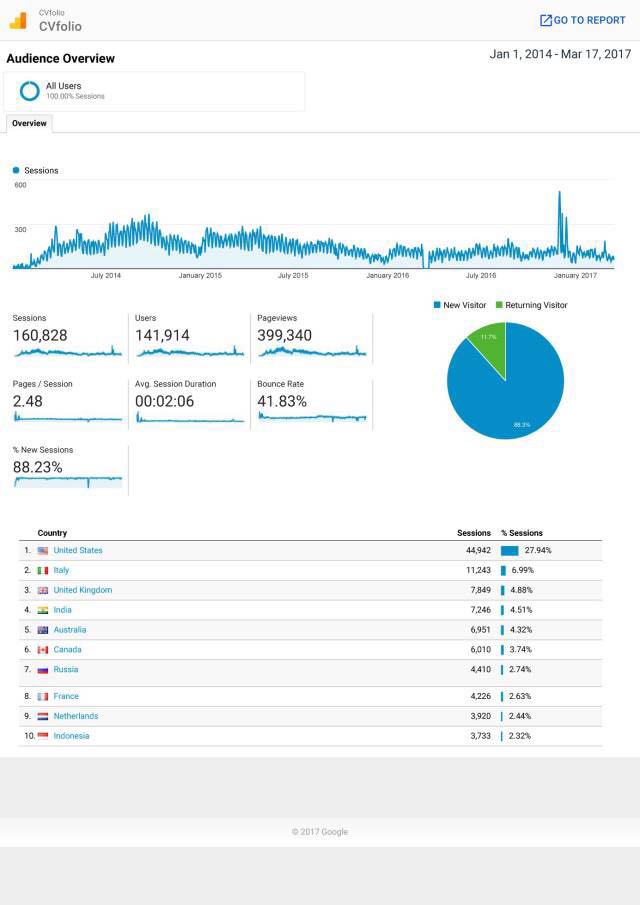 CVfolio
CVfolio
GO TO REPORT
Audience Overview
Jan 1, 2014 - Mar 17, 2017
All Users
100.00% Sessions
Overview
Sessions
600
300
July 2014 January 2015 July 2015 January 2016 July 2016 January 2017
New Visitor Returning Visitor
Sessions Users Pageviews
160,828 141,914 399,340
11.7%
Pages / Session Avg. Session Duration Bounce Rate
2.48 00:02:06 41.83%
88.3%
% New Sessions
88.23%
Country Sessions % Sessions
1. United States 44,942 27.94%
2. Italy 11,243 6.99%
3. United Kingdom 7,849 4.88%
4. India 7,246 4.51%
5. Australia 6,951 4.32%
6. Canada 6,010 3.74%
7. Russia 4,410 2.74%
8. France 4,226 2.63%
9. Netherlands 3,920 2.44%
10. Indonesia 3,733 2.32%
© 2017 Google